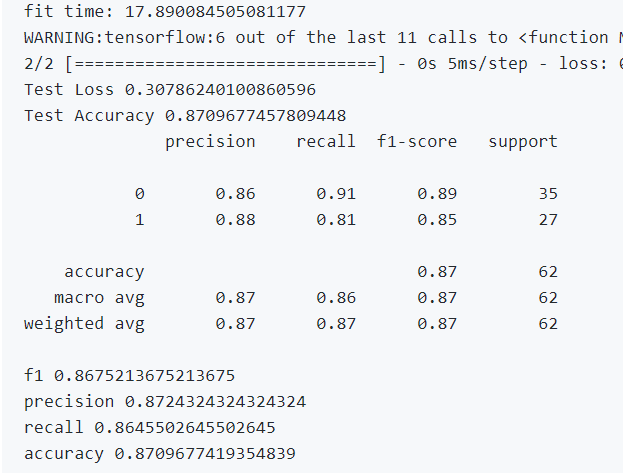 fit time: 17.890084505081177
WARNING:tensorflow:6 out of the last 11 calls to <function
2/2 [==============================] - 0s 5ms/step - loss:
Test Loss 0.30786240100860596
Test Accuracy 0.8709677457809448
precision recall f1-score support
0 0.86 0.91 0.89 35
1 0.88 0.81 0.85 27
accuracy 0.87 62
macro avg 0.87 0.86 0.87 62
weighted avg 0.87 0.87 0.87 62
f1 0.8675213675213675
precision 0.8724324324324324
recall 0.8645502645502645
accuracy 0.8709677419354839